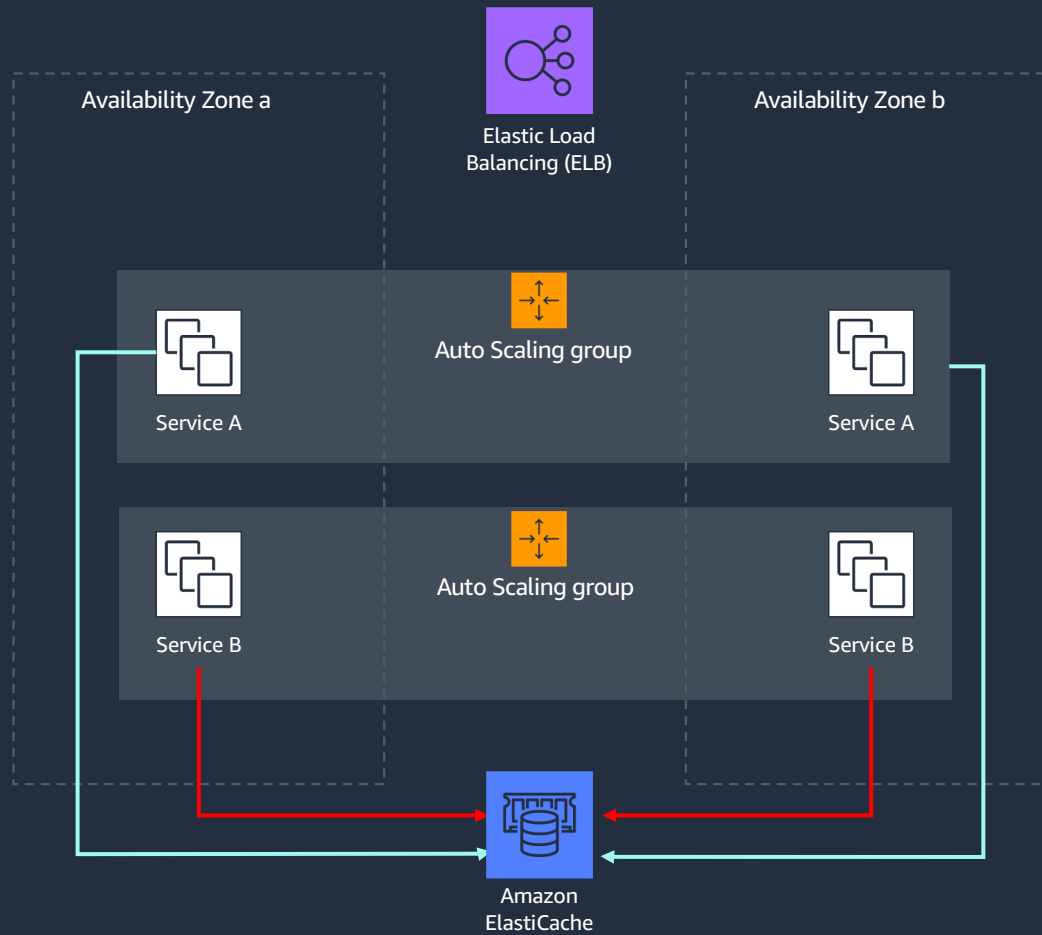 Elastic Load
Balancing (ELB)
Availability Zone a
Availability Zone b
Auto Scaling group
Service A
Service A
Auto Scaling group
Service B
Service B
Amazon
ElastiCache